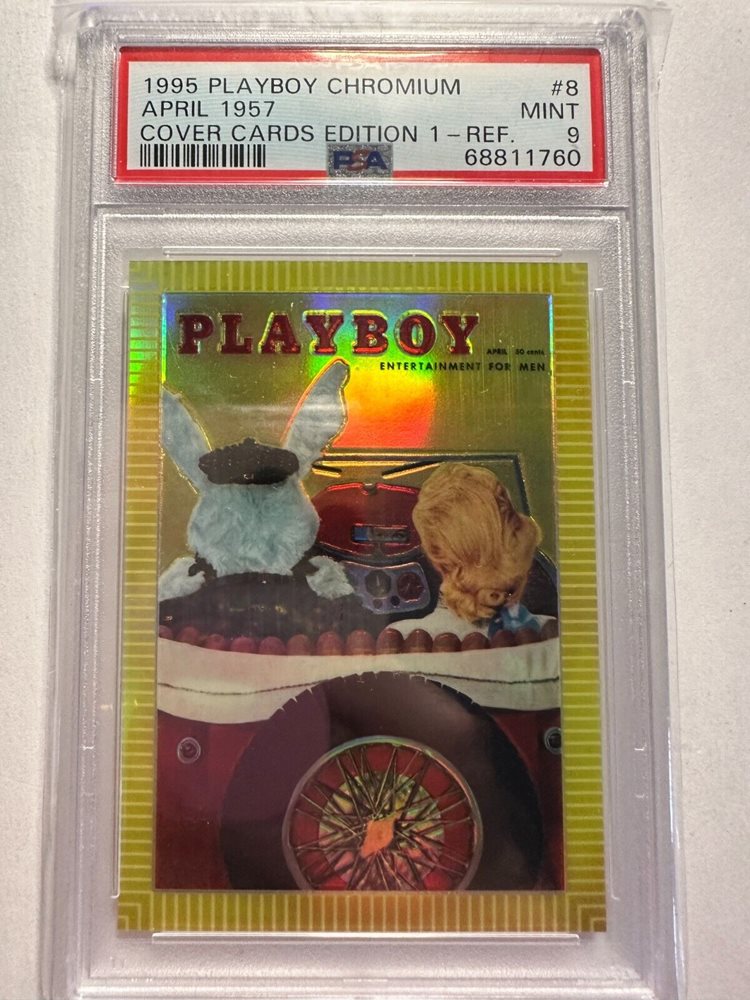 1995 PLAYBOY CHROMIUM #8
APRIL 1957 MINT
COVER CARDS EDITION 1-REF. 9
PSA 68811760
PLAYBOY
APRIL 50 cents
ENTERTAINMENT FOR MEN